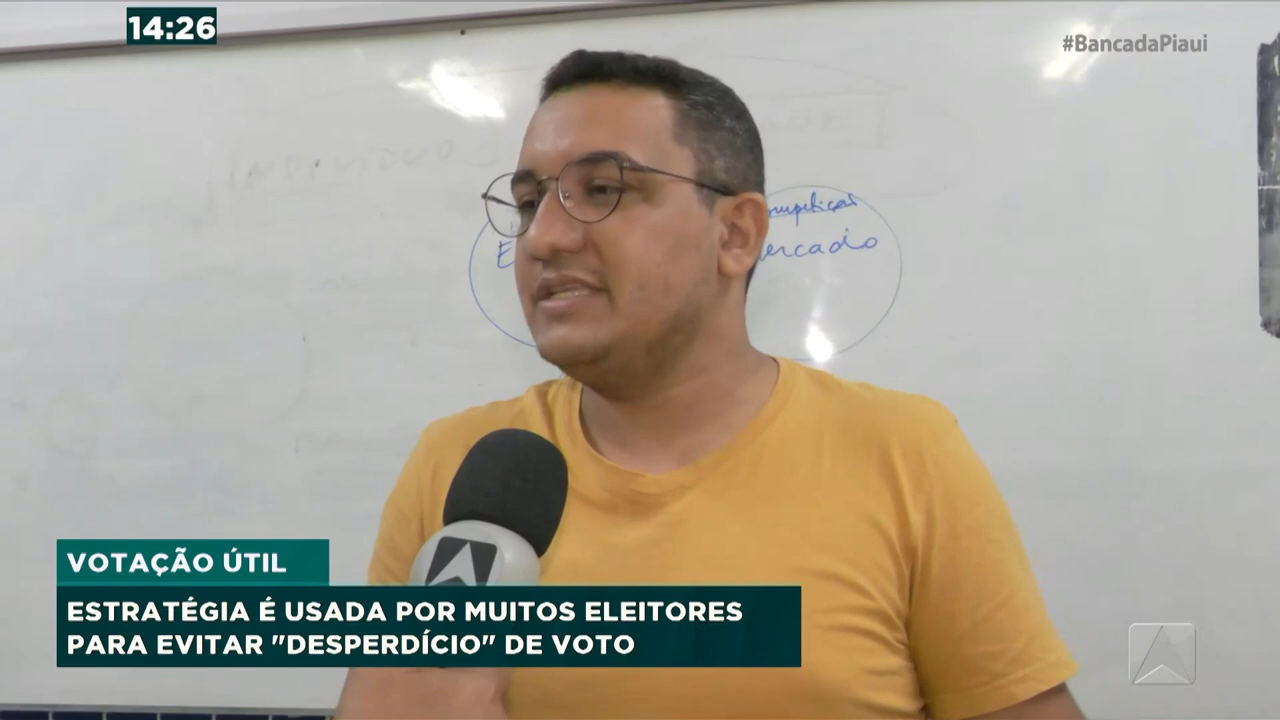 14:26
#BancadaPiaui
VOTAÇÃO ÚTIL
ESTRATÉGIA É USADA POR MUITOS ELEITORES
PARA EVITAR "DESPERDÍCIO" DE VOTO